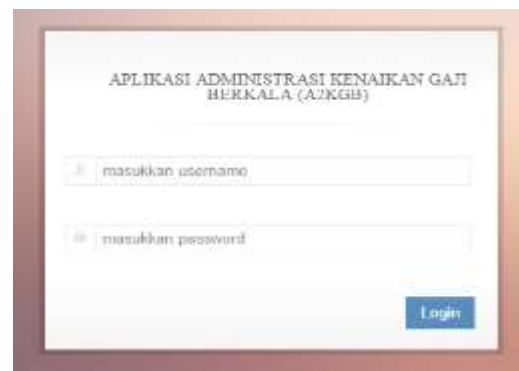 APLIKASI ADMINISTRASI KENAIKAN GAJI
BERKALA (A2KGB)
masukkan username
masukkan password
Login